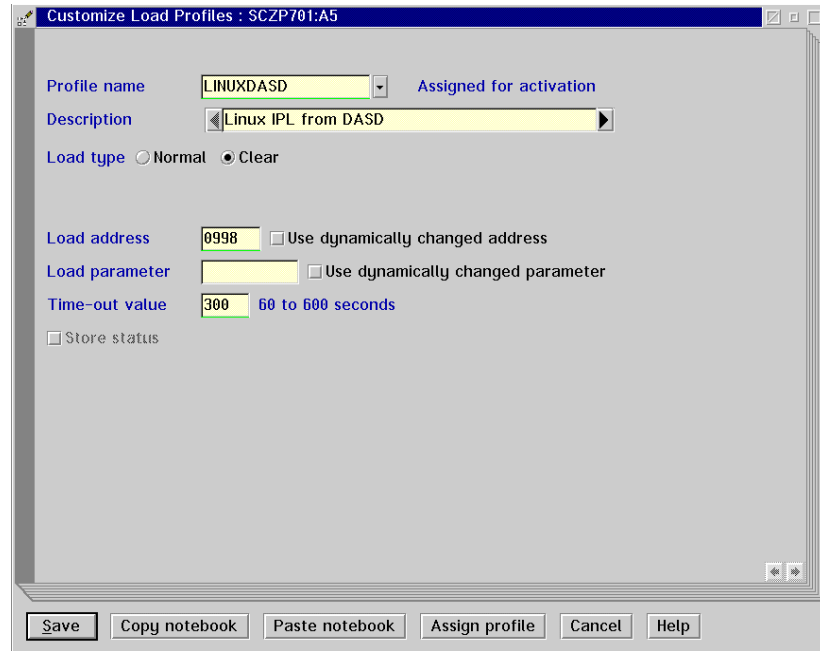 Customize Load Profiles : SCZP701:A5
Profile name LINUXDASD Assigned for activation
Description Linux IPL from DASD
Load type Normal Clear
Load address 0998 Use dynamically changed address
Load parameter Use dynamically changed parameter
Time-out value 300 60 to 600 seconds
Store status
Save Copy notebook Paste notebook Assign profile Cancel Help